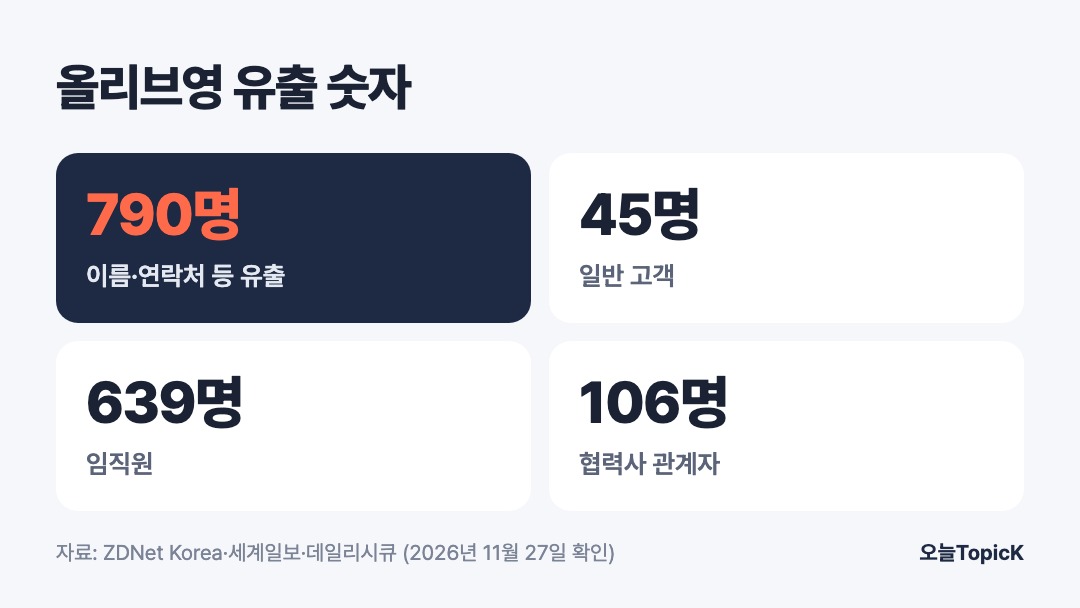 올리브영 유출 숫자
790명
이름·연락처 등 유출
45명
일반 고객
639명
임직원
106명
협력사 관계자
자료: ZDNet Korea·세계일보·데일리시큐 (2026년 11월 27일 확인)
오늘TopicK